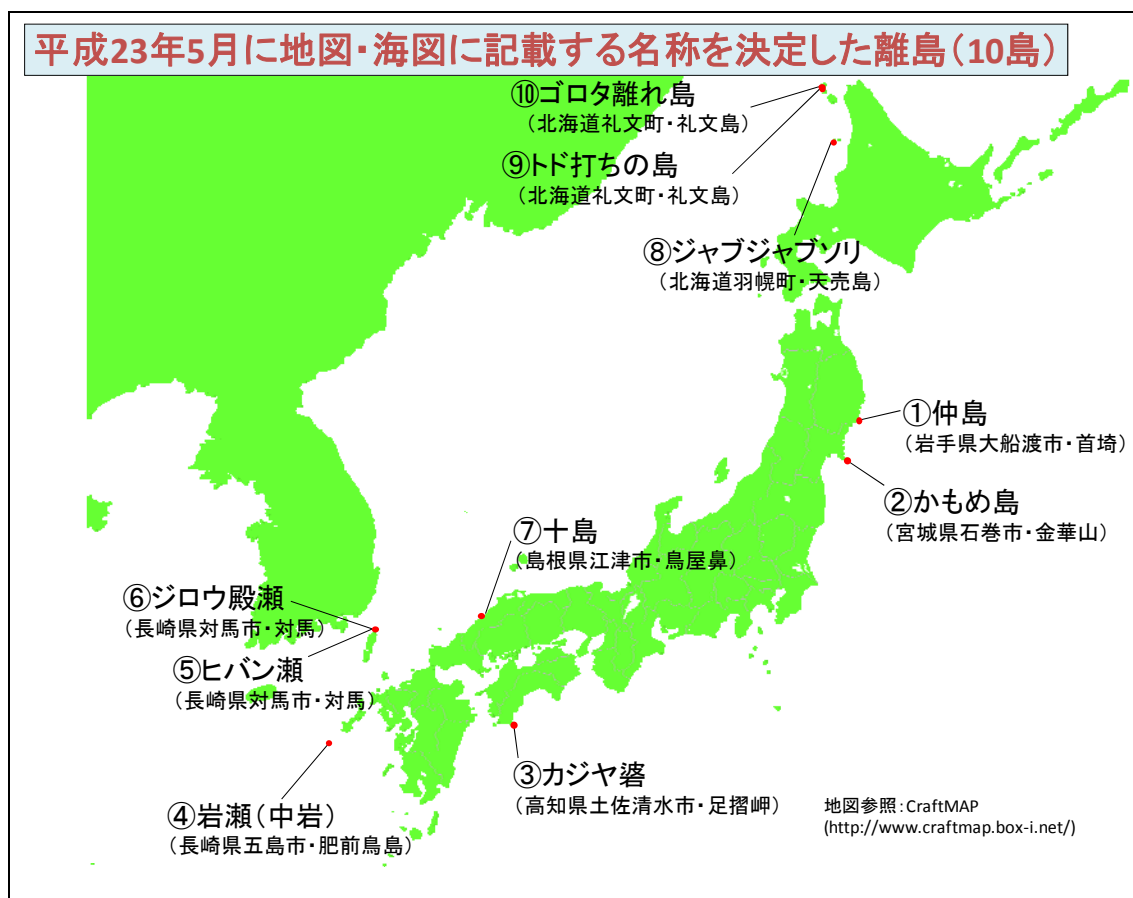 平成23年5月に地図・海図に記載する名称を決定した離島(10島)
⑩ゴロタ離れ島
(北海道礼文町・礼文島)
⑨トド打ちの島
(北海道礼文町・礼文島)
⑧ジャブジャブソリ
(北海道羽幌町・天売島)
①仲島
(岩手県大船渡市・首埼)
②かもめ島
(宮城県石巻市・金華山)
⑦十島
(島根県江津市・鳥屋鼻)
⑥ジロウ殿瀬
(長崎県対馬市・対馬)
⑤ヒバン瀬
(長崎県対馬市・対馬)
③カジヤ碆
(高知県土佐清水市・足摺岬)
④岩瀬(中岩)
(長崎県五島市・肥前鳥島)
地図参照:CraftMAP
(http://www.craftmap.box-i.net/)